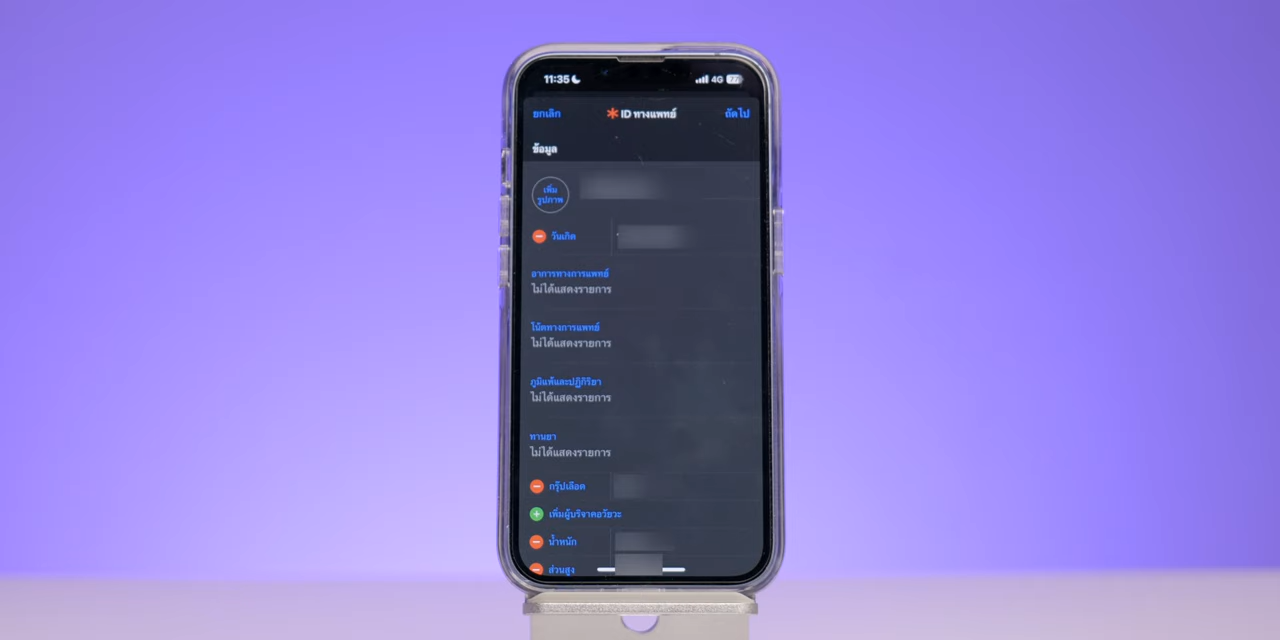 11:35 4G 77
ยกเลิก ID ทางแพทย์ ถัดไป
ข้อมูล
เพิ่ม
รูปภาพ
วันเกิด
อาการทางการแพทย์
ไม่ได้แสดงรายการ
โน้ตทางการแพทย์
ไม่ได้แสดงรายการ
ภูมิแพ้และปฏิกิริยา
ไม่ได้แสดงรายการ
ทานยา
ไม่ได้แสดงรายการ
กรุ๊ปเลือด
เพิ่มผู้บริจาคอวัยวะ
น้ำหนัก
ส่วนสูง